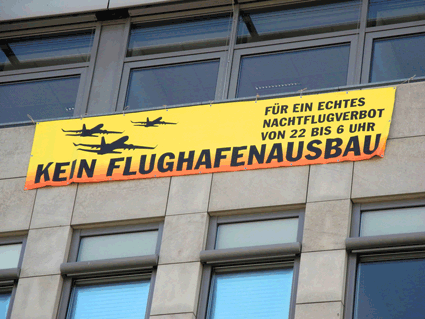 FÜR EIN ECHTES
NACHTFLUGVERBOT
VON 22 BIS 6 UHR
KEIN FLUGHAFENAUSBAU